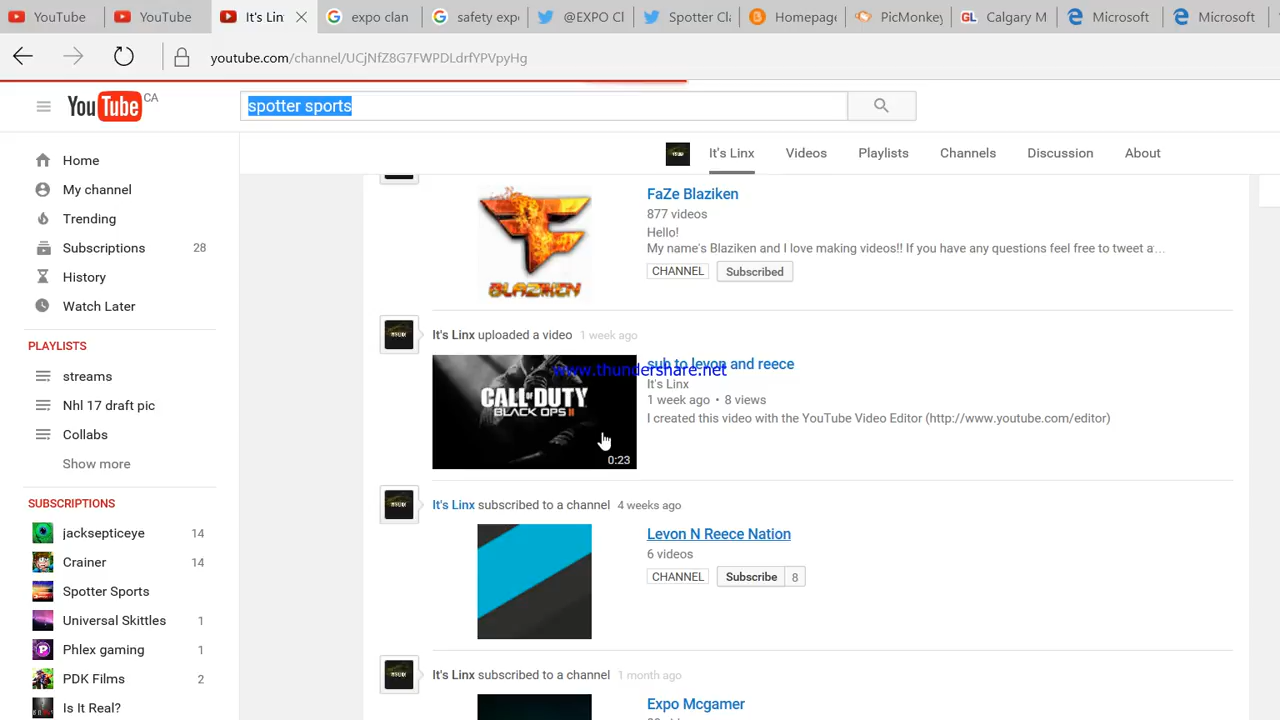 YouTube
YouTube
It's Lin
expo clan
safety expo
@EXPO Cl
Spotter Cla
Homepage
PicMonkey
GL Calgary M
Microsoft
Microsoft
youtube.com/channel/UCjNfZ8G7FWPDLdrfYPVpyHg
YouTube CA
spotter sports
It's Linx
Videos
Playlists
Channels
Discussion
About
Home
My channel
Trending
Subscriptions 28
History
Watch Later
PLAYLISTS
streams
Nhl 17 draft pic
Collabs
Show more
SUBSCRIPTIONS
jacksepticeye 14
Crainer 14
Spotter Sports
Universal Skittles 1
Phlex gaming 1
PDK Films 2
Is It Real?
BLAZIKEN
FaZe Blaziken
877 videos
Hello!
My name's Blaziken and I love making videos!! If you have any questions feel free to tweet a…
CHANNEL Subscribed
It's Linx uploaded a video 1 week ago
CALL OF DUTY
BLACK OPS II
0:23
sub to levon and reece
www.thundershare.net
It's Linx
1 week ago • 8 views
I created this video with the YouTube Video Editor (http://www.youtube.com/editor)
It's Linx subscribed to a channel 4 weeks ago
Levon N Reece Nation
6 videos
CHANNEL Subscribe 8
It's Linx subscribed to a channel 1 month ago
Expo Mcgamer